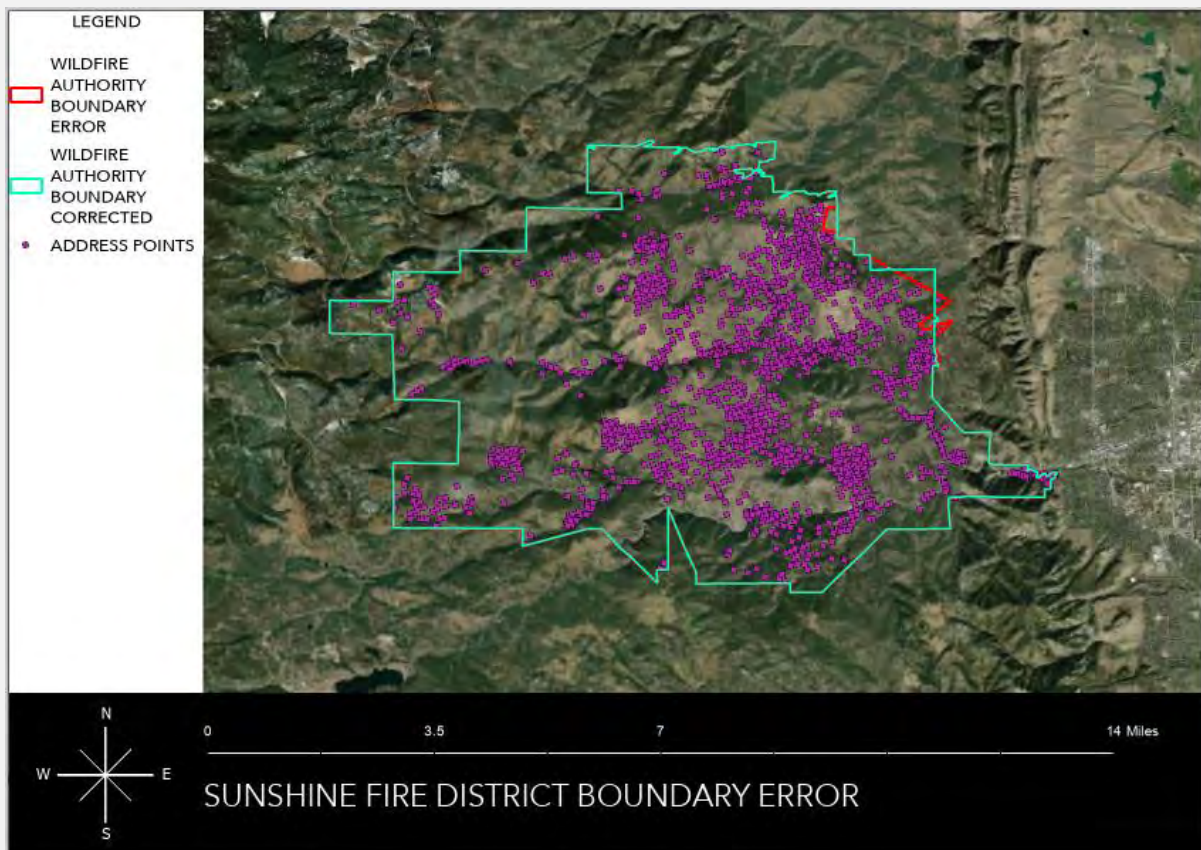 LEGEND
WILDFIRE
AUTHORITY
BOUNDARY
ERROR
WILDFIRE
AUTHORITY
BOUNDARY
CORRECTED
ADDRESS POINTS
N
W E
S
0 3.5 7 14 Miles
SUNSHINE FIRE DISTRICT BOUNDARY ERROR